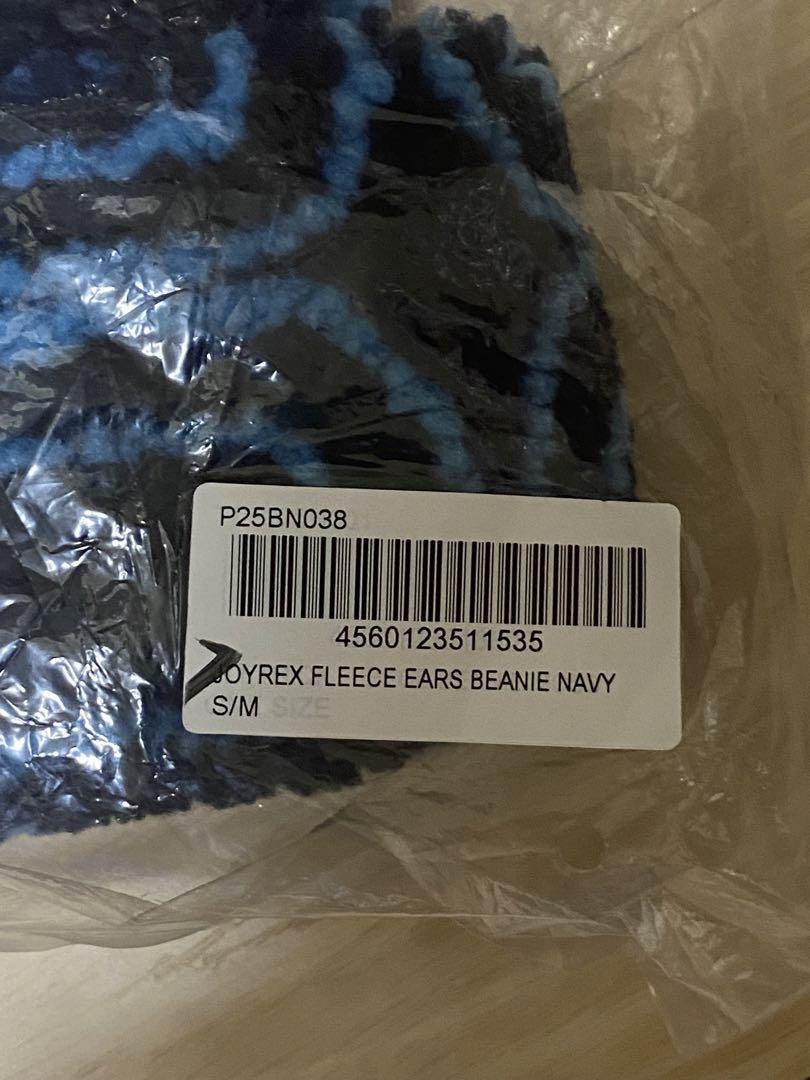 P25BN038
4560123511535
JOYREX FLEECE EARS BEANIE NAVY
S/M SIZE